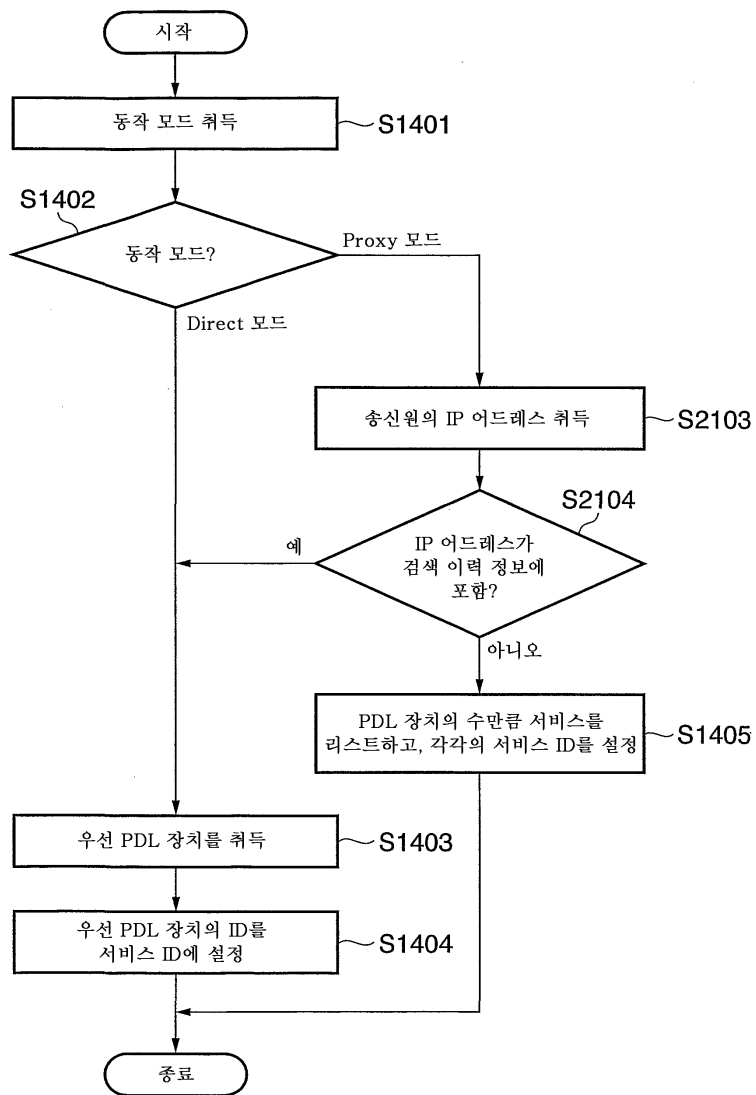 시작
동작 모드 취득
S1401
S1402
동작 모드?
Proxy 모드
Direct 모드
송신원의 IP 어드레스 취득
S2103
S2104
예
IP 어드레스가
검색 이력 정보에
포함?
아니오
PDL 장치의 수만큼 서비스를
리스트하고, 각각의 서비스 ID를 설정
S1405
우선 PDL 장치를 취득
S1403
우선 PDL 장치의 ID를
서비스 ID에 설정
S1404
종료